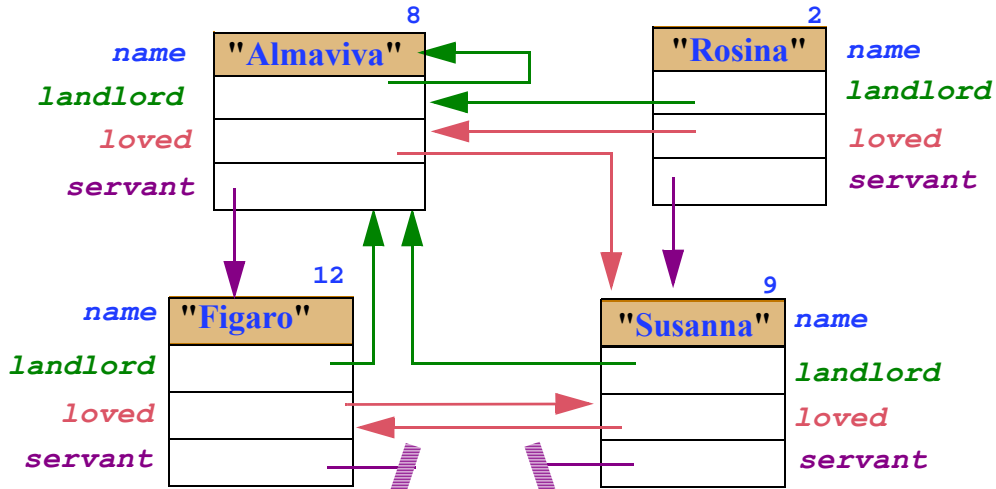 8
2
name "Almaviva" "Rosina" name
landlord landlord
loved loved
servant servant
12
9
name "Figaro" "Susanna" name
landlord landlord
loved loved
servant servant